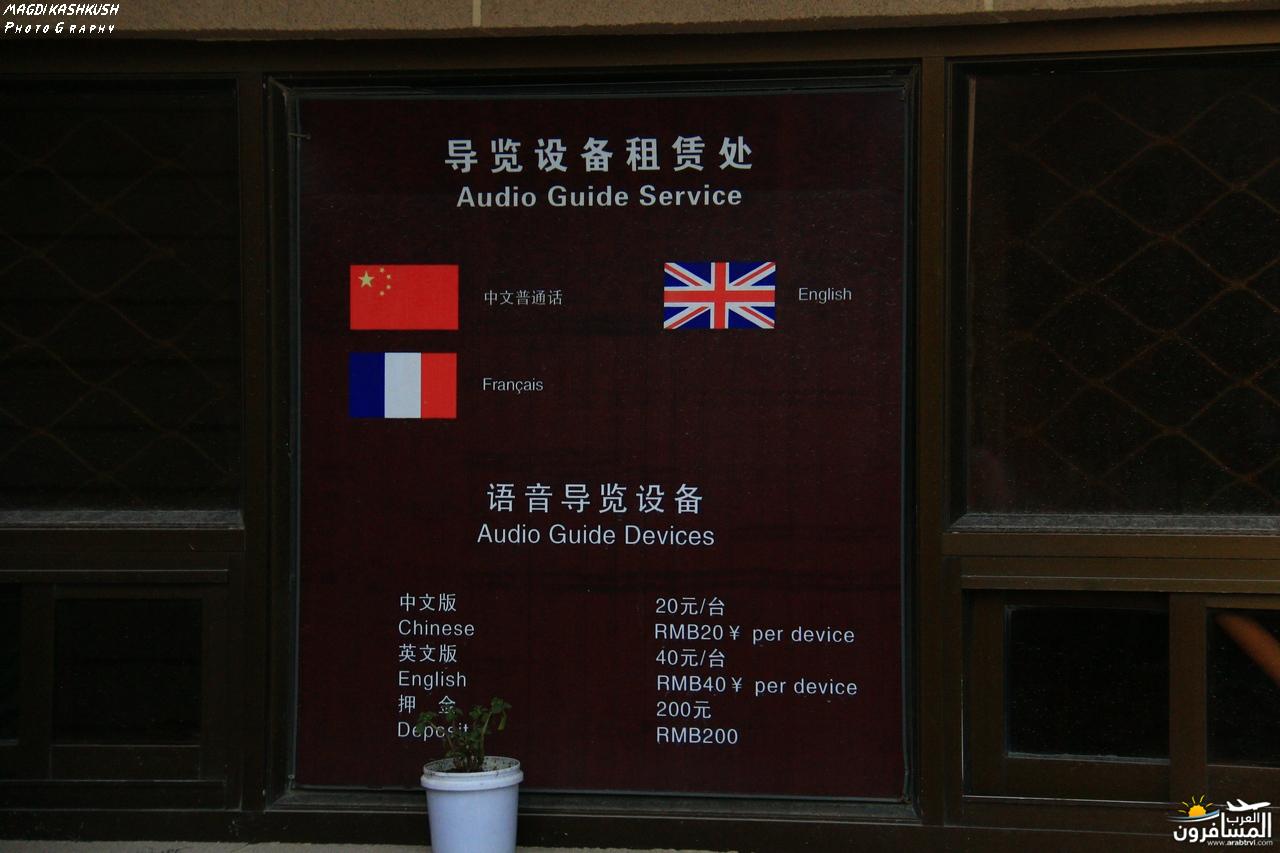 MAGDI KASHKUSH
PHOTOGRAPHY
导览设备租赁处
Audio Guide Service
中文普通话
English
Français
语音导览设备
Audio Guide Devices
中文版 20元/台
Chinese RMB20¥ per device
英文版 40元/台
English RMB40¥ per device
押 金 200元
Deposit RMB200
العرب
المسافرون
www.arabtrvl.com